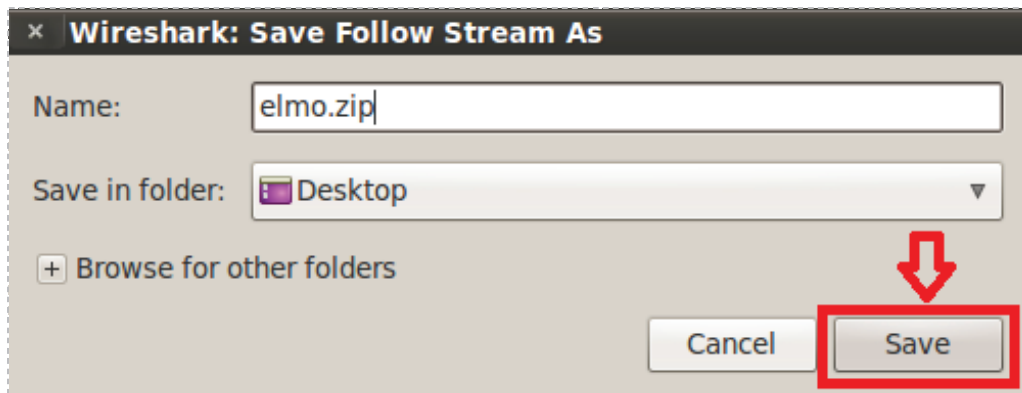 Wireshark: Save Follow Stream As
Name: elmo.zip
Save in folder: Desktop
Browse for other folders
Cancel Save